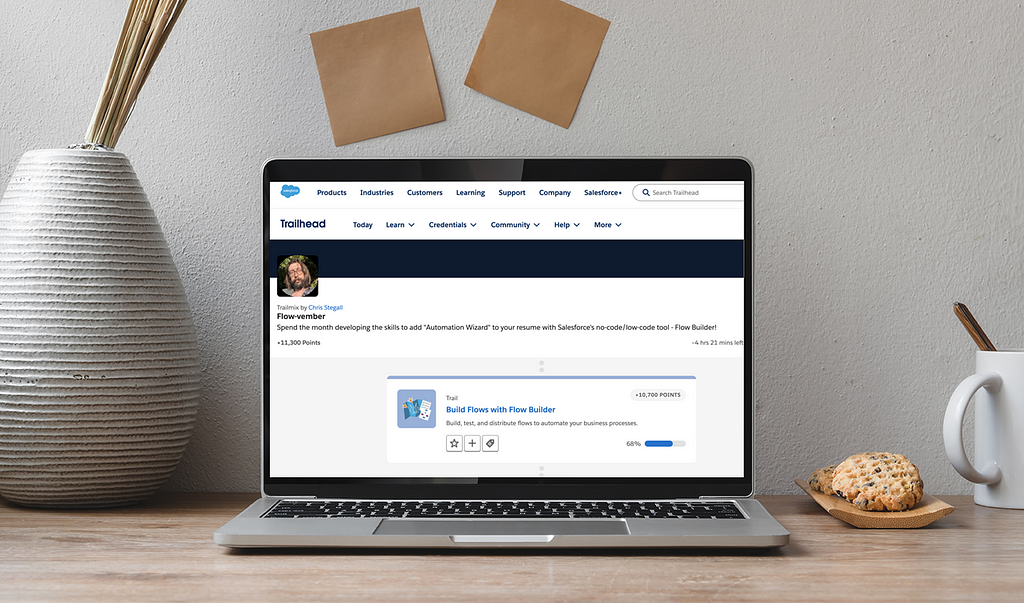 salesforce
Products Industries Customers Learning Support Company Salesforce+ Search Trailhead
Trailhead Today Learn Credentials Community Help More
Trailmix by Chris Stegall
Flow-vember
Spend the month developing the skills to add "Automation Wizard" to your resume with Salesforce's no-code/low-code tool - Flow Builder!
+11,300 Points ~4 hrs 21 mins left
Trail +10,700 POINTS
Build Flows with Flow Builder
Build, test, and distribute flows to automate your business processes.
68%